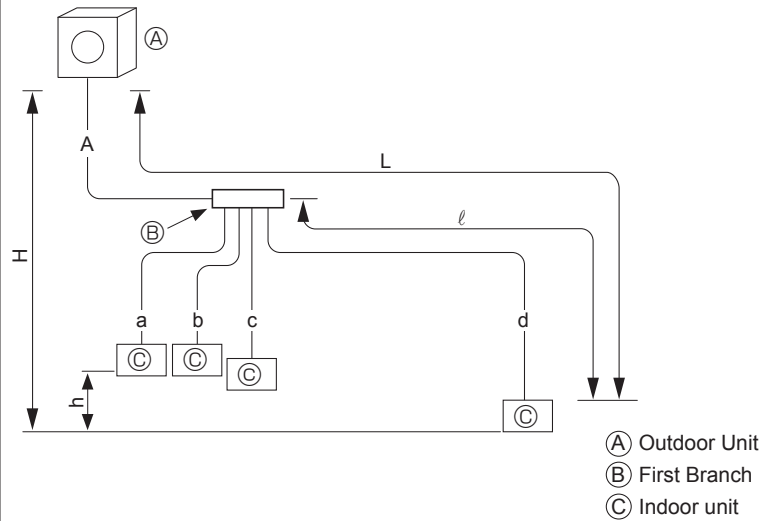 Ⓐ
A
L
Ⓑ
ℓ
H
a
b
c
d
Ⓒ
Ⓒ
Ⓒ
h
Ⓒ
Ⓐ Outdoor Unit
Ⓑ First Branch
Ⓒ Indoor unit